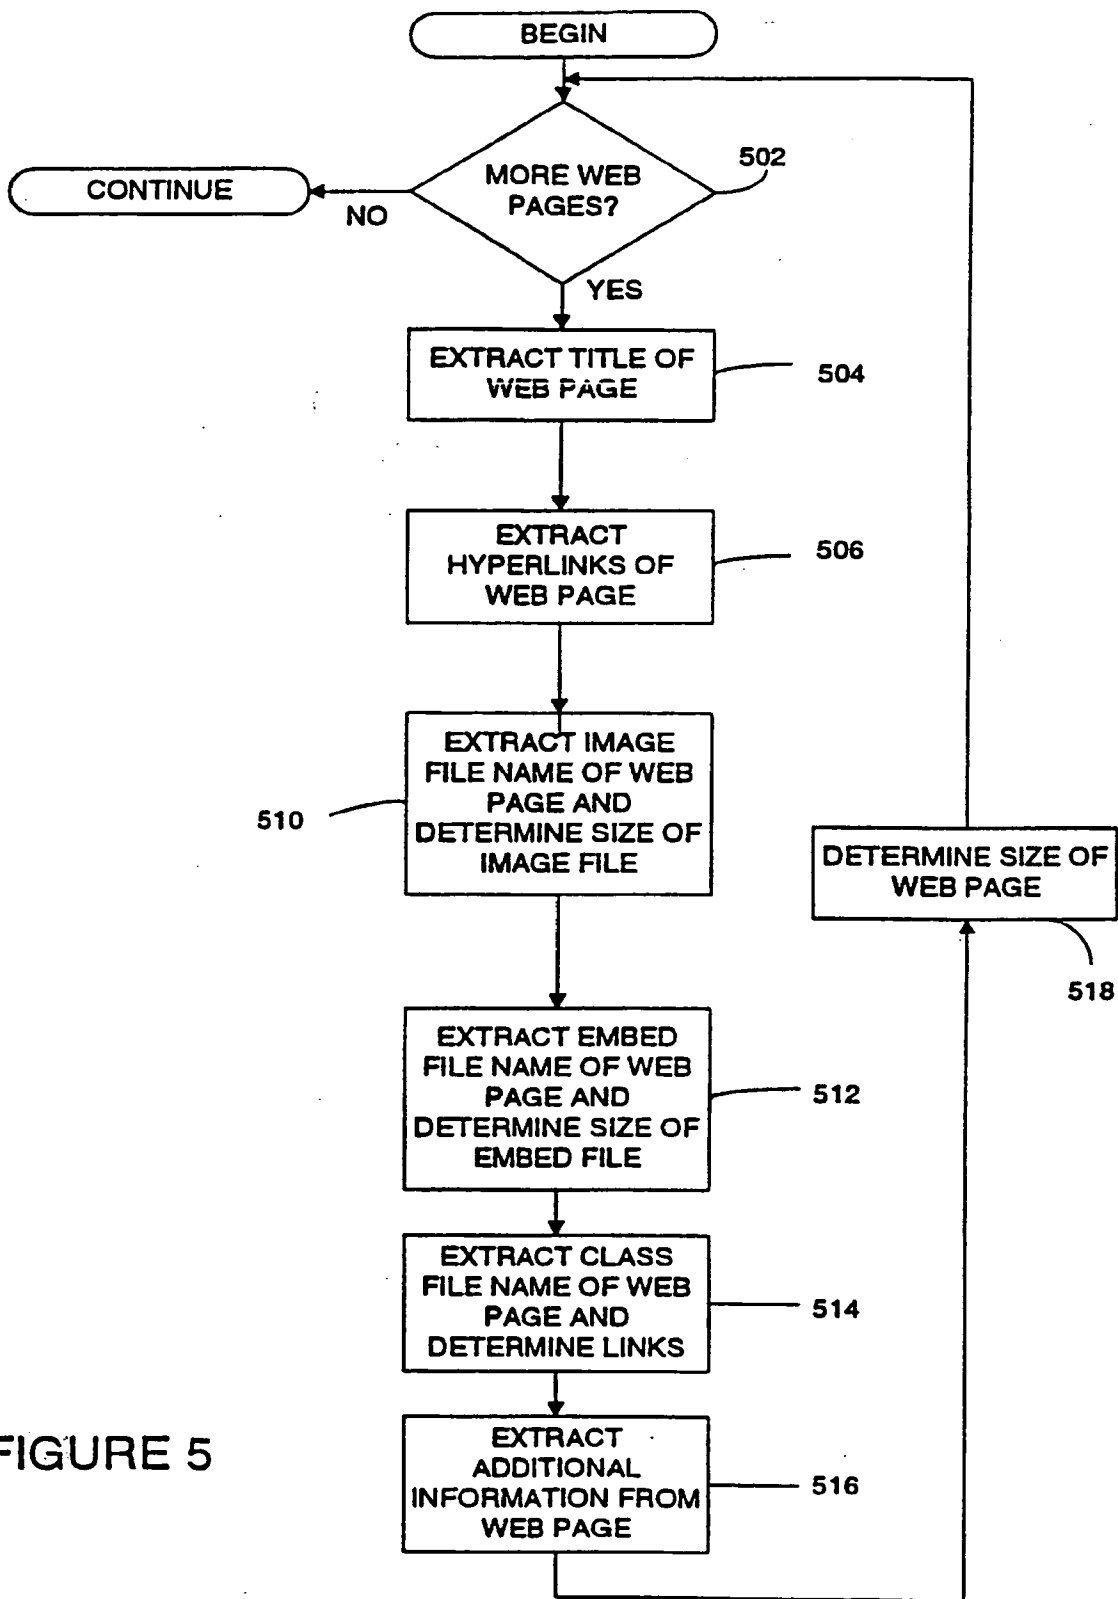 BEGIN
MORE WEB
PAGES?
502
CONTINUE
NO
YES
EXTRACT TITLE OF
WEB PAGE
504
EXTRACT
HYPERLINKS OF
WEB PAGE
506
EXTRACT IMAGE
FILE NAME OF WEB
PAGE AND
DETERMINE SIZE OF
IMAGE FILE
510
DETERMINE SIZE OF
WEB PAGE
518
EXTRACT EMBED
FILE NAME OF WEB
PAGE AND
DETERMINE SIZE OF
EMBED FILE
512
EXTRACT CLASS
FILE NAME OF WEB
PAGE AND
DETERMINE LINKS
514
EXTRACT
ADDITIONAL
INFORMATION FROM
WEB PAGE
516
FIGURE 5